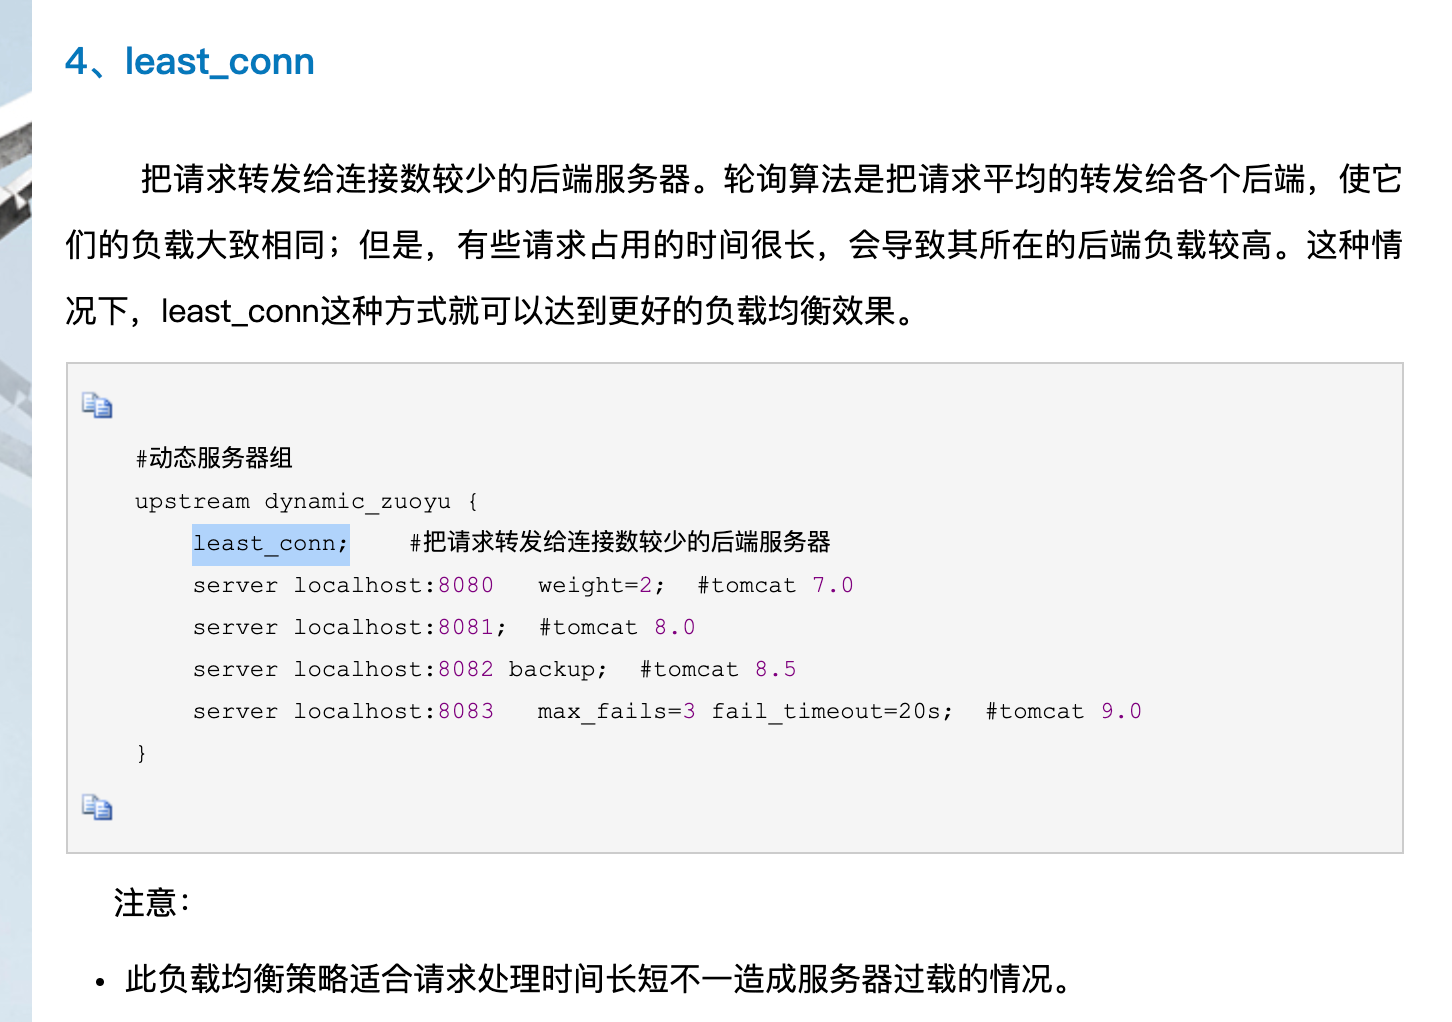 4、least_conn
把请求转发给连接数较少的后端服务器。轮询算法是把请求平均的转发给各个后端，使它
们的负载大致相同；但是，有些请求占用的时间很长，会导致其所在的后端负载较高。这种情
况下，least_conn这种方式就可以达到更好的负载均衡效果。
#动态服务器组
upstream dynamic_zuoyu {
least_conn;    #把请求转发给连接数较少的后端服务器
server localhost:8080   weight=2;  #tomcat 7.0
server localhost:8081;  #tomcat 8.0
server localhost:8082 backup;  #tomcat 8.5
server localhost:8083   max_fails=3 fail_timeout=20s;  #tomcat 9.0
}
注意：
• 此负载均衡策略适合请求处理时间长短不一造成服务器过载的情况。